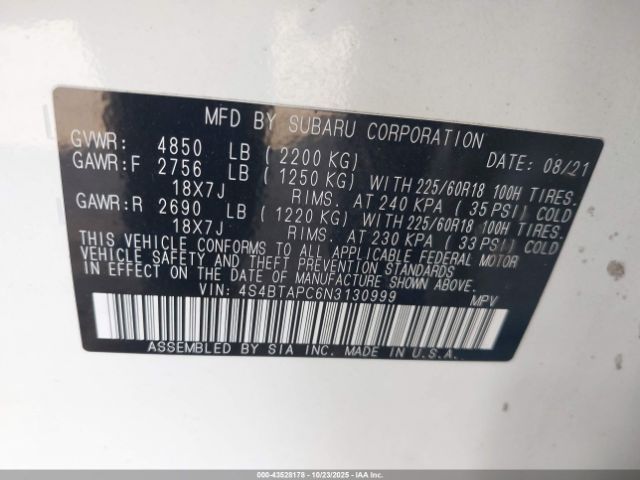 MFD BY SUBARU CORPORATION
GVWR: 4850 LB (2200 KG) DATE: 08/21
GAWR:F 2756 LB (1250 KG) WITH 225/60R18 100H TIRES.
18X7J RIMS. AT 240 KPA (35 PSI) COLD
GAWR:R 2690 LB (1220 KG) WITH 225/60R18 100H TIRES.
18X7J RIMS. AT 230 KPA (33 PSI) COLD
THIS VEHICLE CONFORMS TO ALL APPLICABLE FEDERAL MOTOR
VEHICLE SAFETY AND THEFT PREVENTION STANDARDS
IN EFFECT ON THE DATE OF MANUFACTURE SHOWN ABOVE.
VIN: 4S4BTAPC6N3130999 MPV
ASSEMBLED BY SIA INC. MADE IN U.S.A.
000-43528178 - 10/23/2025 - IAAI.CA